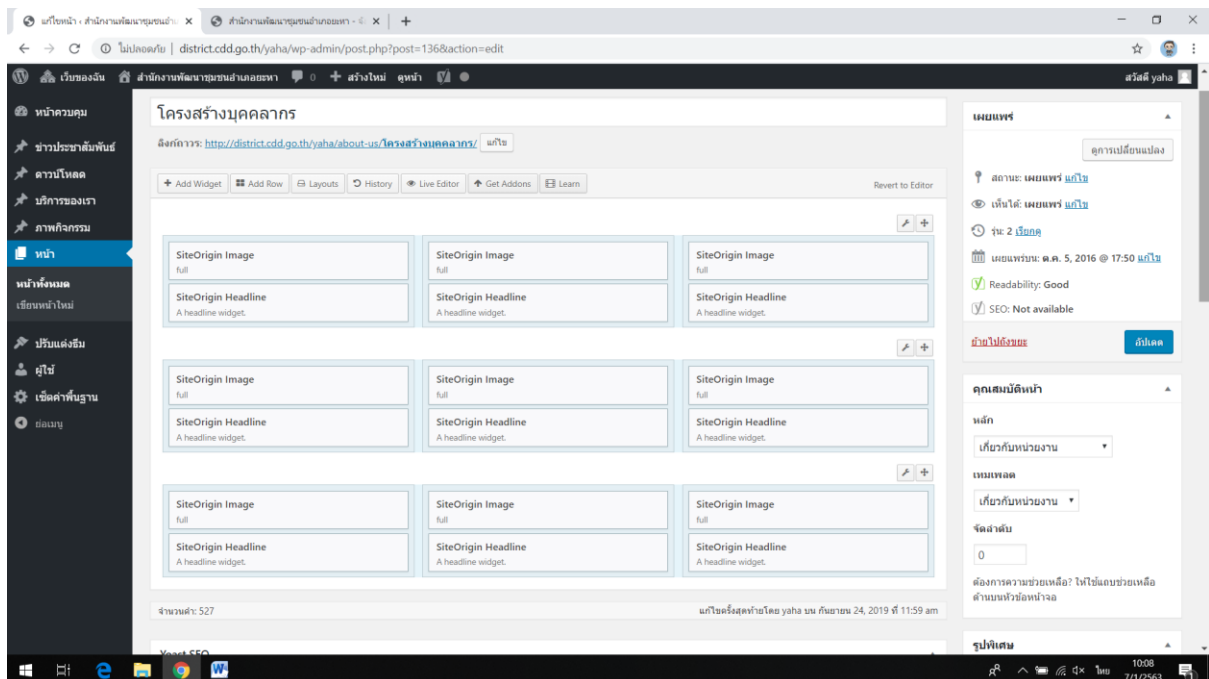 แก้ไขหน้า ‹ สำนักงานพัฒนาชุมชนอำเ
สำนักงานพัฒนาชุมชนอำเภอยะหา -
ไม่ปลอดภัย | district.cdd.go.th/yaha/wp-admin/post.php?post=136&action=edit
เว็บของฉัน สำนักงานพัฒนาชุมชนอำเภอยะหา 0 + สร้างใหม่ ดูหน้า
สวัสดี yaha
หน้าควบคุม
ข่าวประชาสัมพันธ์
ดาวน์โหลด
บริการของเรา
ภาพกิจกรรม
หน้า
หน้าทั้งหมด
เขียนหน้าใหม่
ปรับแต่งธีม
ผู้ใช้
เช็ตค่าพื้นฐาน
ย่อเมนู
โครงสร้างบุคคลากร
ลิงก์ถาวร: http://district.cdd.go.th/yaha/about-us/โครงสร้างบุคคลากร/ แก้ไข
Add Widget Add Row Layouts History Live Editor Get Addons Learn
Revert to Editor
SiteOrigin Image SiteOrigin Image SiteOrigin Image
full full full
SiteOrigin Headline SiteOrigin Headline SiteOrigin Headline
A headline widget. A headline widget. A headline widget.
SiteOrigin Image SiteOrigin Image SiteOrigin Image
full full full
SiteOrigin Headline SiteOrigin Headline SiteOrigin Headline
A headline widget. A headline widget. A headline widget.
SiteOrigin Image SiteOrigin Image SiteOrigin Image
full full full
SiteOrigin Headline SiteOrigin Headline SiteOrigin Headline
A headline widget. A headline widget. A headline widget.
จำนวนคำ: 527
แก้ไขครั้งสุดท้ายโดย yaha บน กันยายน 24, 2019 ที่ 11:59 am
Yoast SEO
เผยแพร่
ดูการเปลี่ยนแปลง
สถานะ: เผยแพร่ แก้ไข
เห็นได้: เผยแพร่ แก้ไข
รุ่น: 2 เรียกดู
เผยแพร่บน: ต.ค. 5, 2016 @ 17:50 แก้ไข
Readability: Good
SEO: Not available
ย้ายไปถังขยะ
อัปเดต
คุณสมบัติหน้า
หลัก
เกี่ยวกับหน่วยงาน
เทมเพลต
เกี่ยวกับหน่วยงาน
จัดลำดับ
0
ต้องการความช่วยเหลือ? ให้ใช้แถบช่วยเหลือ
ด้านบนหัวข้อหน้าจอ
รูปพิเศษ
ไทย
10:08
7/1/2563